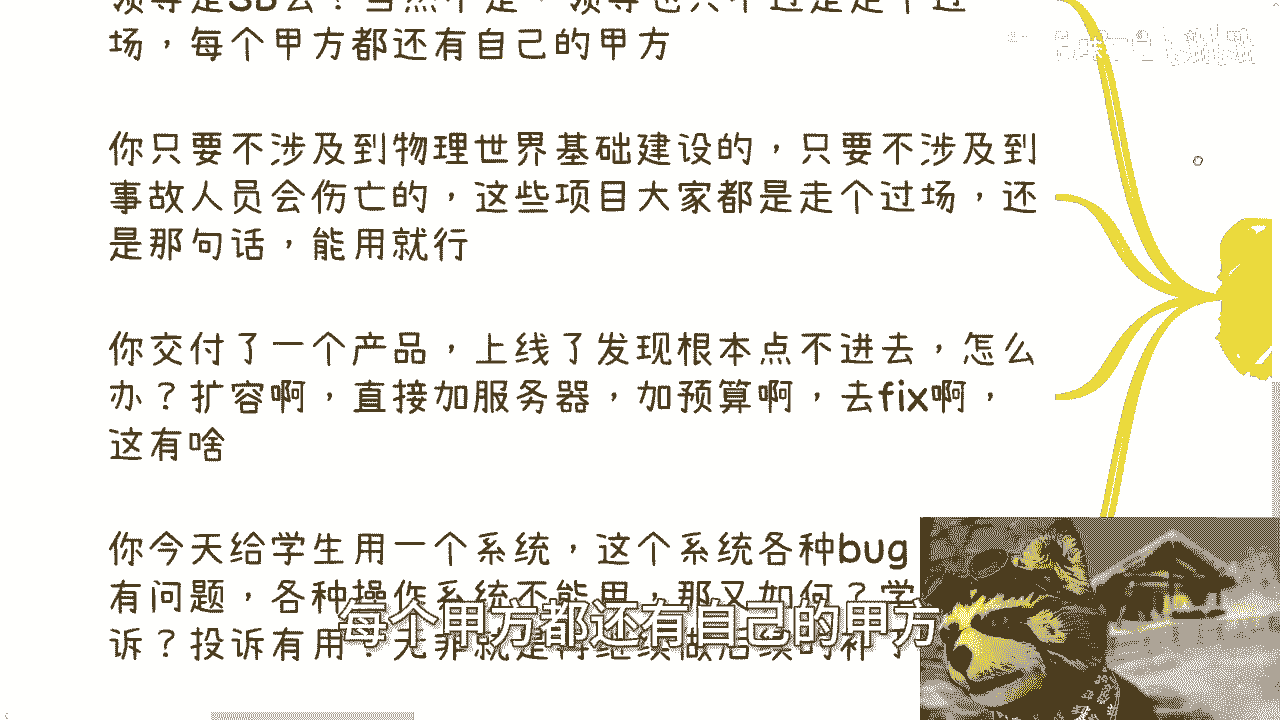 领导是SB么？当然不是，领导也只不过是走个过
场，每个甲方都还有自己的甲方
你只要不涉及到物理世界基础建设的，只要不涉及到
事故人员会伤亡的，这些项目大家都是走个过场，还
是那句话，能用就行
你交付了一个产品，上线了发现根本点不进去，怎么
办？扩容啊，直接加服务器，加预算啊，去fix啊，
这有啥
你今天给学生用一个系统，这个系统各种bug
有问题，各种操作系统不能用，那又如何？学
诉？投诉有用？无非就是再继续做后续的补丁
每个甲方都还有自己的甲方